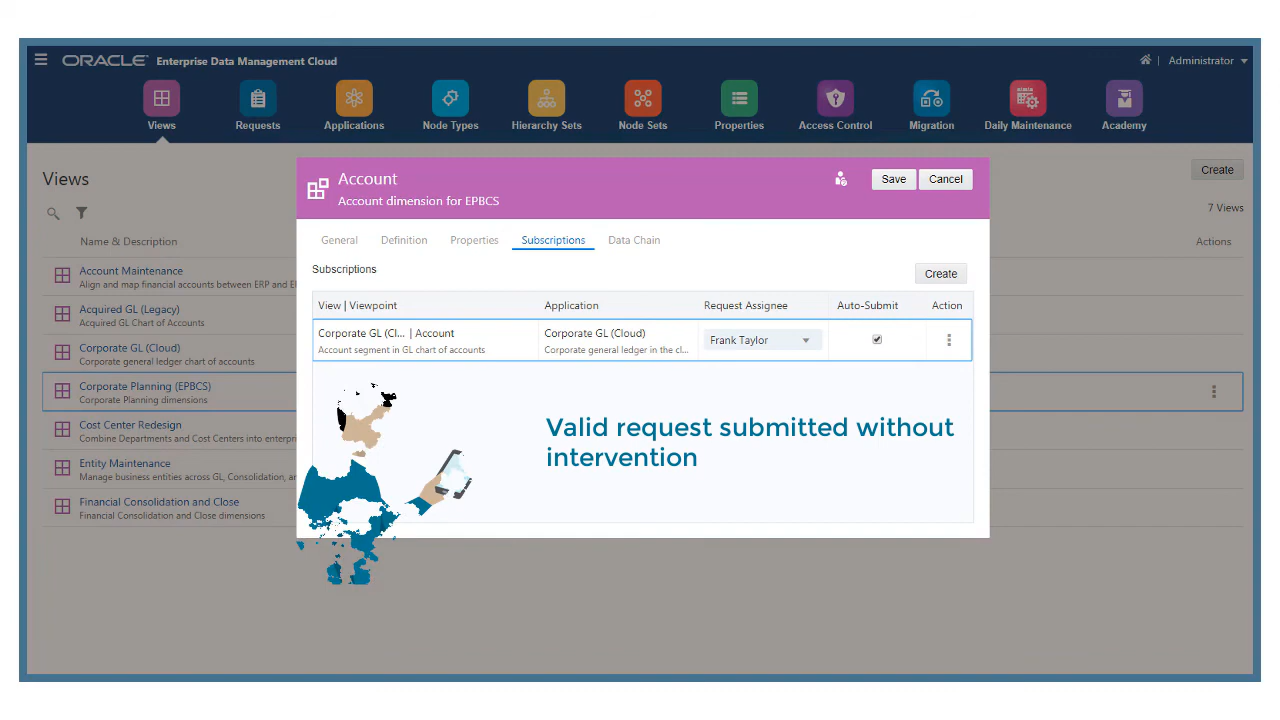 ORACLE Enterprise Data Management Cloud
Administrator
Views
Requests
Applications
Node Types
Hierarchy Sets
Node Sets
Properties
Access Control
Migration
Daily Maintenance
Academy
Views
Create
7 Views
Name & Description
Actions
Account Maintenance
Align and map financial accounts between ERP and E
Acquired GL (Legacy)
Acquired GL Chart of Accounts
Corporate GL (Cloud)
Corporate general ledger chart of accounts
Corporate Planning (EPBCS)
Corporate Planning dimensions
Cost Center Redesign
Combine Departments and Cost Centers into enterpr
Entity Maintenance
Manage business entities across GL, Consolidation, a
Financial Consolidation and Close
Financial Consolidation and Close dimensions
Account
Account dimension for EPBCS
Save
Cancel
General
Definition
Properties
Subscriptions
Data Chain
Subscriptions
Create
View | Viewpoint
Application
Request Assignee
Auto-Submit
Action
Corporate GL (Cl... | Account
Account segment in GL chart of accounts
Corporate GL (Cloud)
Corporate general ledger in the cl...
Frank Taylor
Valid request submitted without
intervention